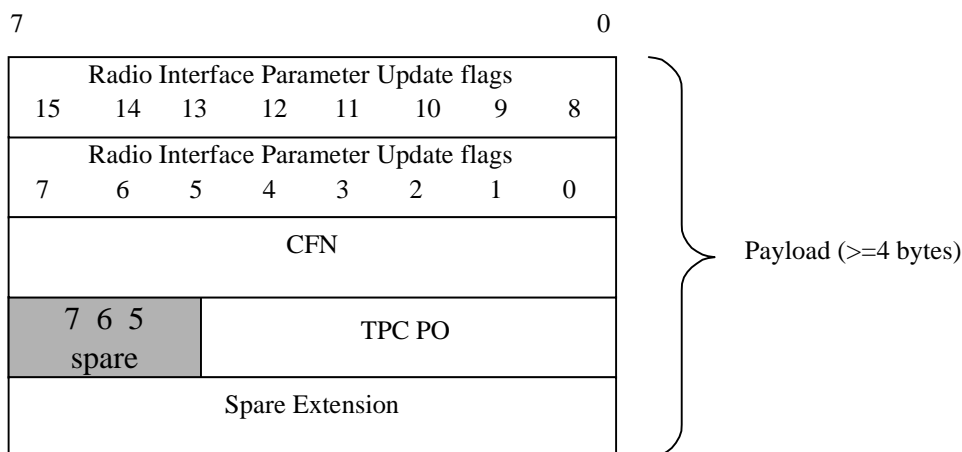 7 0
Radio Interface Parameter Update flags
15 14 13 12 11 10 9 8
Radio Interface Parameter Update flags
7 6 5 4 3 2 1 0
CFN
Payload (>=4 bytes)
7 6 5
spare
TPC PO
Spare Extension